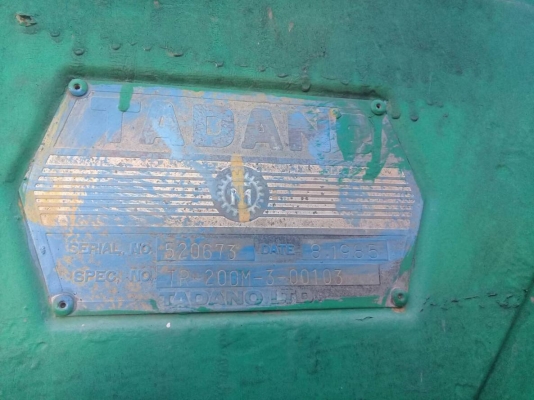 TADANO
SERIAL NO 520673 DATE 8.1985
SPEC. NO. TR-200M-3-00103
TADANO LTD.